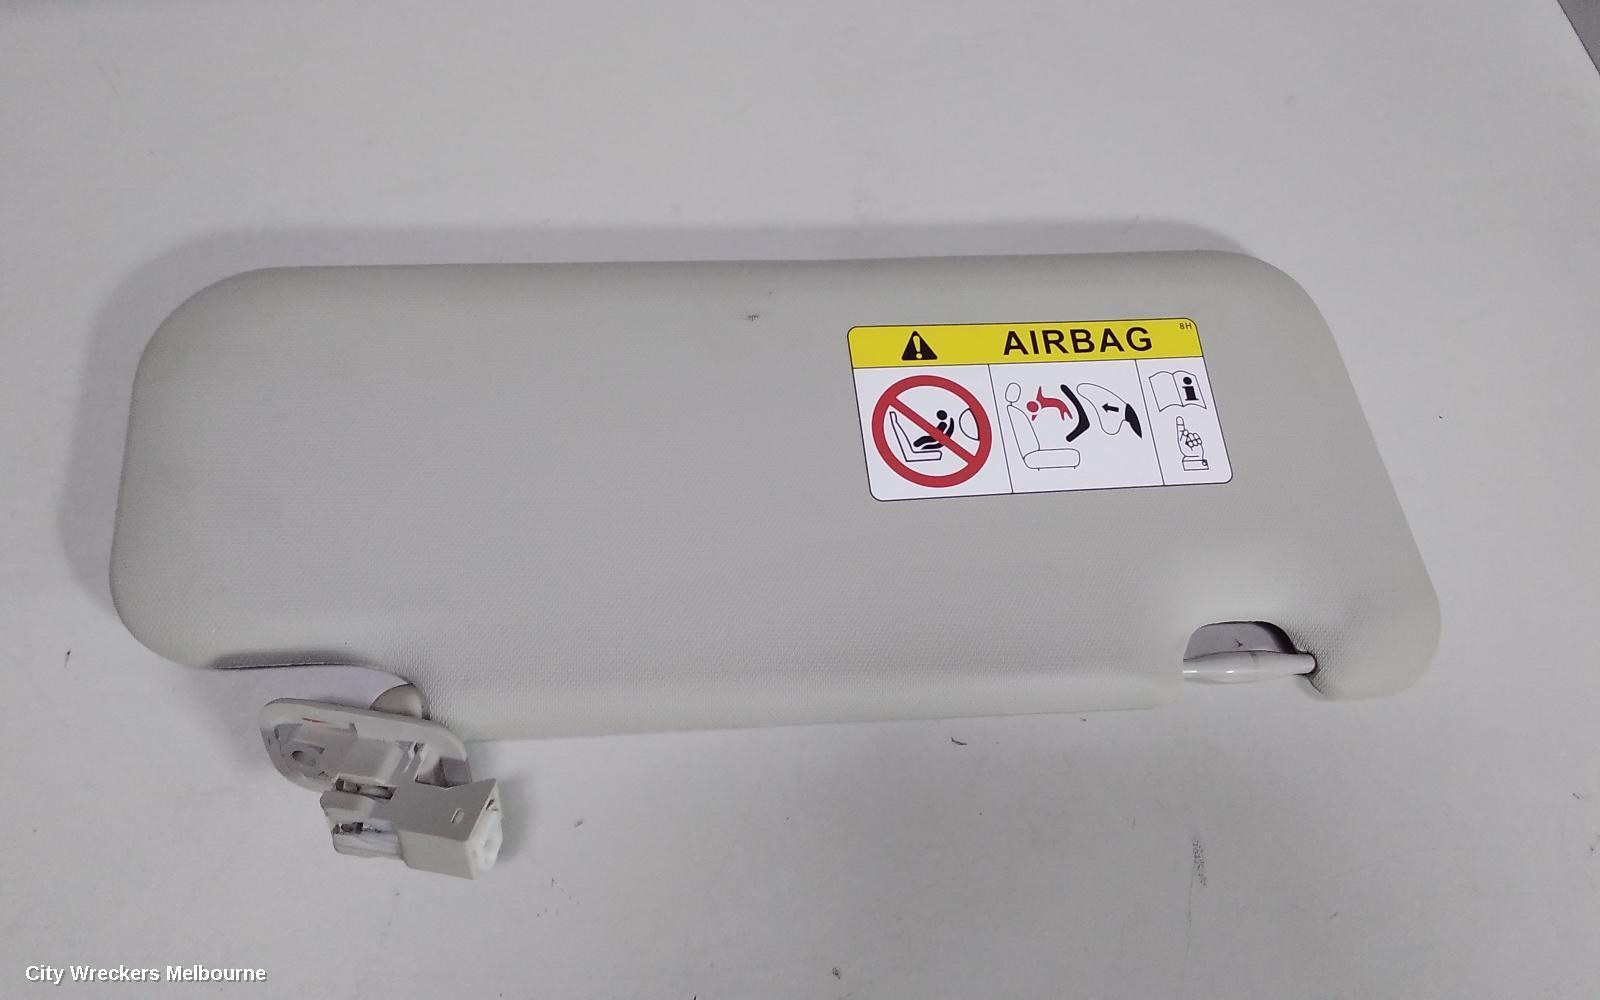 AIRBAG
8H
i
City Wreckers Melbourne